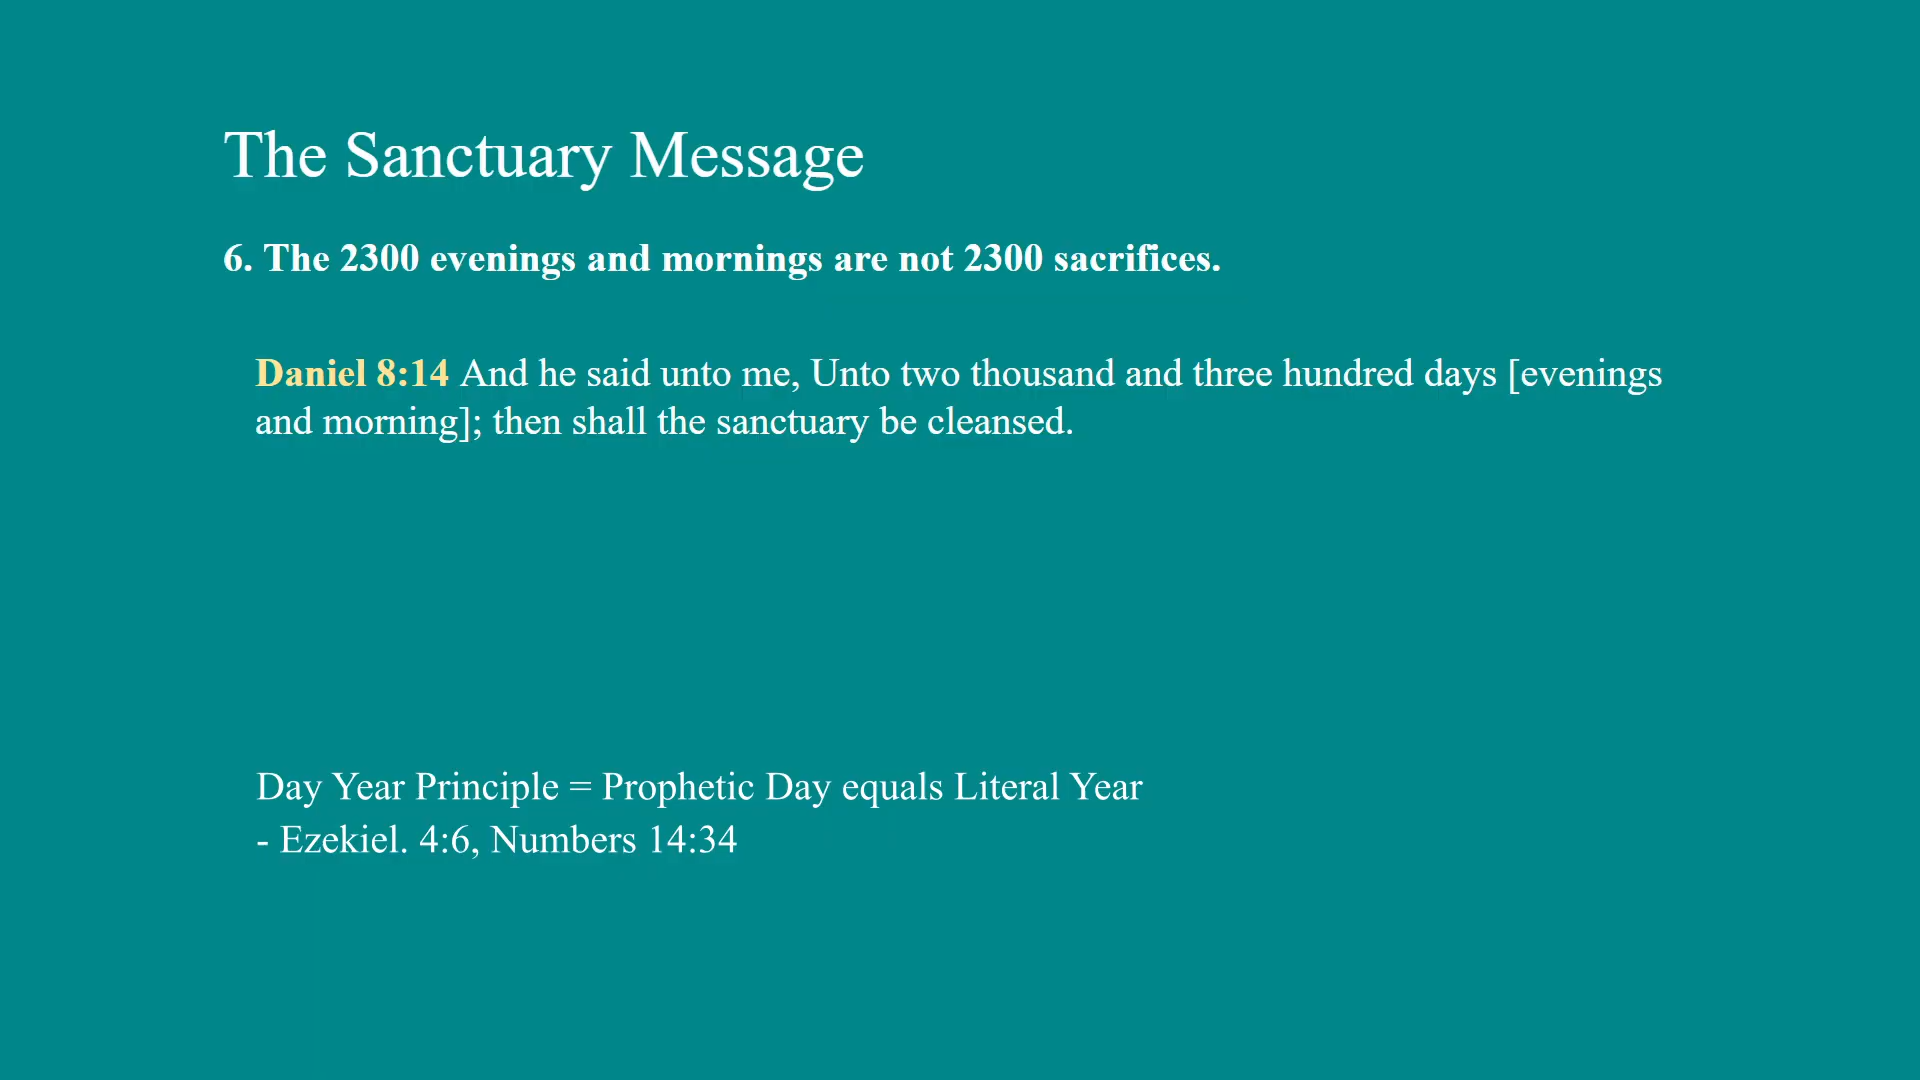 The Sanctuary Message
6. The 2300 evenings and mornings are not 2300 sacrifices.
Daniel 8:14 And he said unto me, Unto two thousand and three hundred days [evenings
and morning]; then shall the sanctuary be cleansed.
Day Year Principle = Prophetic Day equals Literal Year
- Ezekiel. 4:6, Numbers 14:34